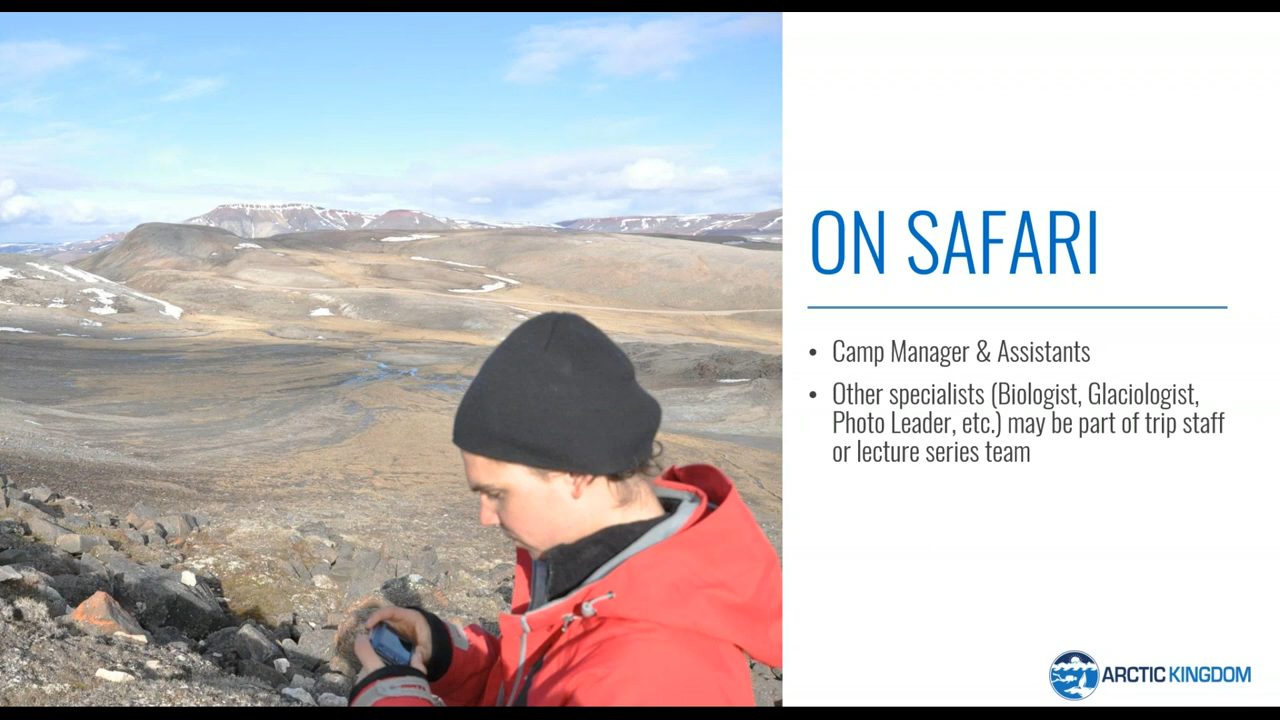 ON SAFARI
• Camp Manager & Assistants
• Other specialists (Biologist, Glaciologist,
Photo Leader, etc.) may be part of trip staff
or lecture series team
ARCTIC KINGDOM